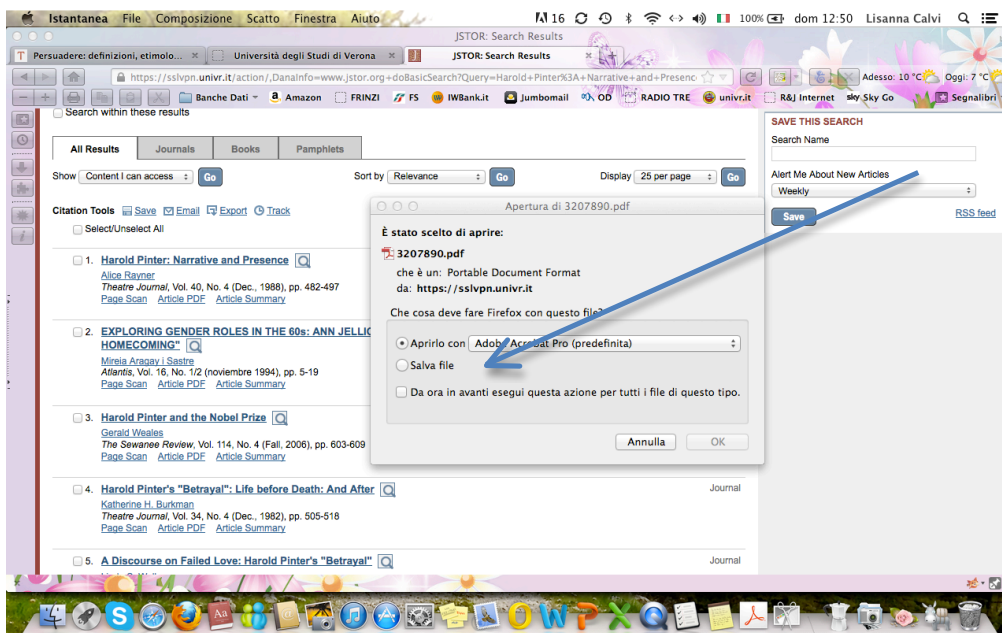 Istantanea File Composizione Scatto Finestra Aiuto 16 100% dom 12:50 Lisanna Calvi
JSTOR: Search Results
Persuadere: definizioni, etimolo... Università degli Studi di Verona JSTOR: Search Results
https://sslvpn.univr.it/action/,DanaInfo=www.jstor.org+doBasicSearch?Query=Harold+Pinter%3A+Narrative+and+Presenc Adesso: 10 °C Oggi: 7 °C
Banche Dati Amazon FRINZI FS IWBank.it Jumbomail OD RADIO TRE univr.it R&J Internet sky Sky Go Segnalibri
Search within these results
All Results Journals Books Pamphlets
Show Content I can access Go Sort by Relevance Go Display 25 per page Go
Citation Tools Save Email Export Track
Select/Unselect All
1. Harold Pinter: Narrative and Presence
Alice Rayner
Theatre Journal, Vol. 40, No. 4 (Dec., 1988), pp. 482-497
Page Scan Article PDF Article Summary
2. EXPLORING GENDER ROLES IN THE 60s: ANN JELLIC
HOMECOMING"
Mireia Aragay i Sastre
Atlantis, Vol. 16, No. 1/2 (noviembre 1994), pp. 5-19
Page Scan Article PDF Article Summary
3. Harold Pinter and the Nobel Prize
Gerald Weales
The Sewanee Review, Vol. 114, No. 4 (Fall, 2006), pp. 603-609
Page Scan Article PDF Article Summary
4. Harold Pinter's "Betrayal": Life before Death: And After Journal
Katherine H. Burkman
Theatre Journal, Vol. 34, No. 4 (Dec., 1982), pp. 505-518
Page Scan Article PDF Article Summary
5. A Discourse on Failed Love: Harold Pinter's "Betrayal" Journal
Apertura di 3207890.pdf
È stato scelto di aprire:
3207890.pdf
che è un: Portable Document Format
da: https://sslvpn.univr.it
Che cosa deve fare Firefox con questo file?
Aprirlo con Adobe Acrobat Pro (predefinita)
Salva file
Da ora in avanti esegui questa azione per tutti i file di questo tipo.
Annulla OK
SAVE THIS SEARCH
Search Name
Alert Me About New Articles
Weekly
Save RSS feed